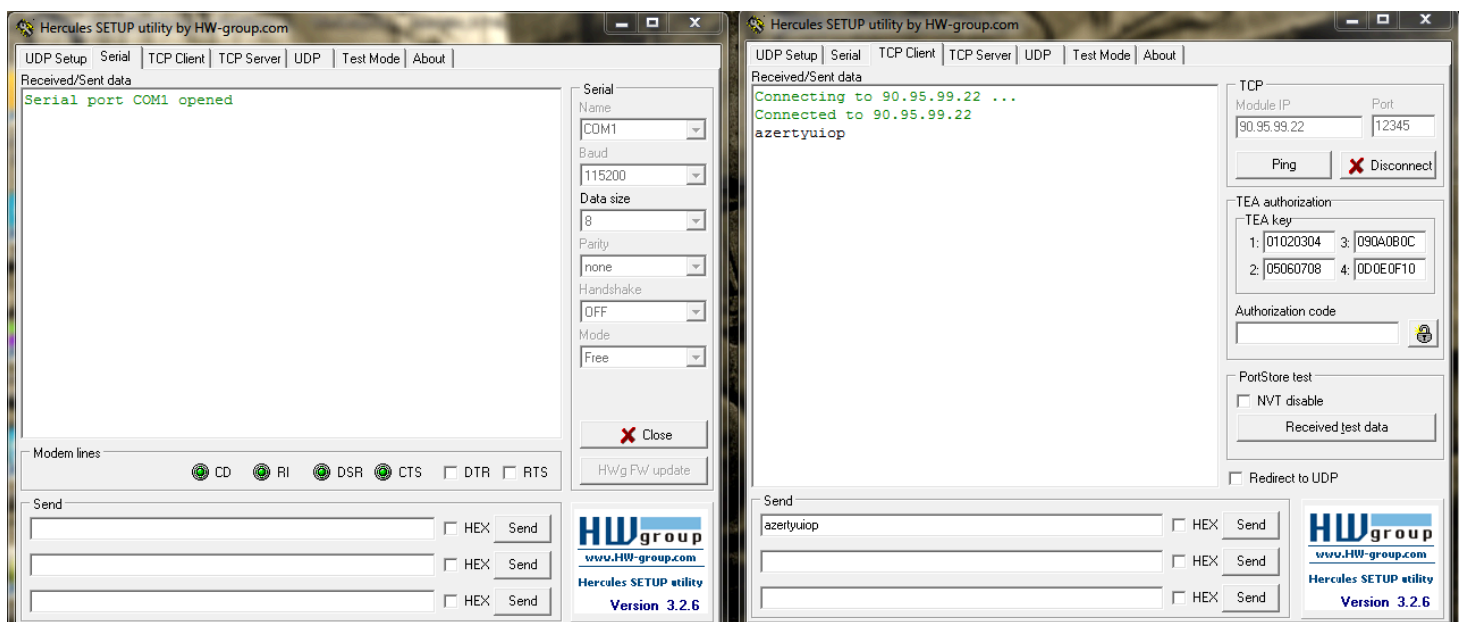 Hercules SETUP utility by HW-group.com
UDP Setup Serial TCP Client TCP Server UDP Test Mode About
Received/Sent data
Serial port COM1 opened
Serial
Name
COM1
Baud
115200
Data size
8
Parity
none
Handshake
OFF
Mode
Free
Close
HWg FW update
Modem lines
CD RI DSR CTS DTR RTS
Send
HEX Send
HEX Send
HEX Send
HW group
www.HW-group.com
Hercules SETUP utility
Version 3.2.6
Hercules SETUP utility by HW-group.com
UDP Setup Serial TCP Client TCP Server UDP Test Mode About
Received/Sent data
Connecting to 90.95.99.22 ...
Connected to 90.95.99.22
azertyuiop
TCP
Module IP Port
90.95.99.22 12345
Ping Disconnect
TEA authorization
TEA key
1: 01020304 3: 090A0B0C
2: 05060708 4: 0D0E0F10
Authorization code
PortStore test
NVT disable
Received test data
Redirect to UDP
Send
azertyuiop HEX Send
HEX Send
HEX Send
HW group
www.HW-group.com
Hercules SETUP utility
Version 3.2.6